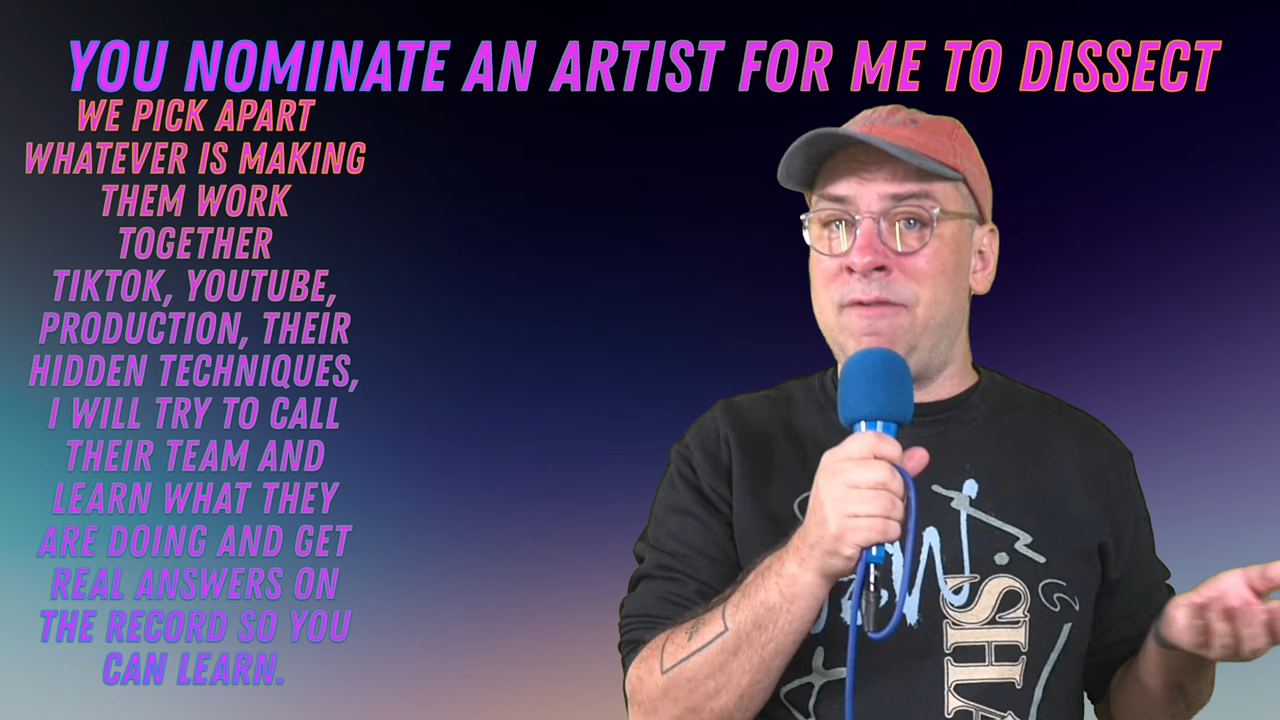 YOU NOMINATE AN ARTIST FOR ME TO DISSECT
WE PICK APART
WHATEVER IS MAKING
THEM WORK
TOGETHER
TIKTOK, YOUTUBE,
PRODUCTION, THEIR
HIDDEN TECHNIQUES,
I WILL TRY TO CALL
THEIR TEAM AND
LEARN WHAT THEY
ARE DOING AND GET
REAL ANSWERS ON
THE RECORD SO YOU
CAN LEARN.